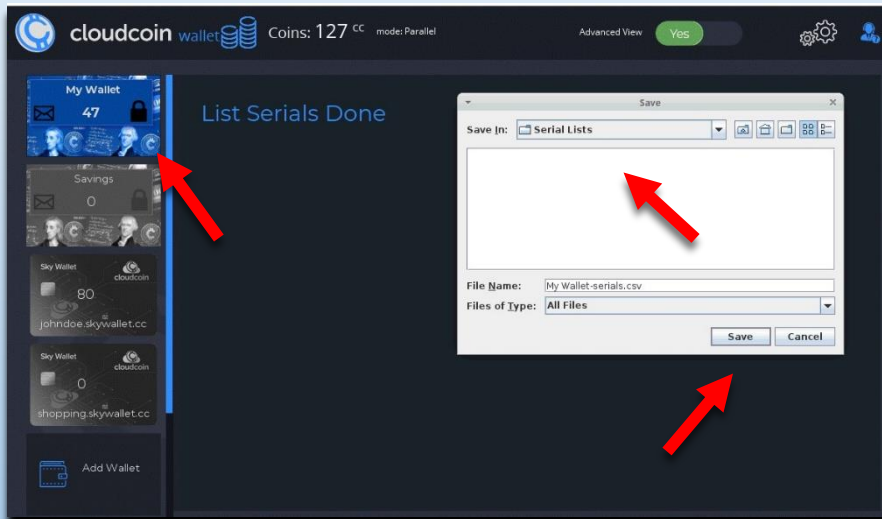 cloudcoin wallet Coins: 127 cc mode: Parallel Advanced View Yes
My Wallet
47
Savings
0
Sky Wallet
cloudcoin
80
johndoe.skywallet.cc
Sky Wallet
cloudcoin
0
shopping.skywallet.cc
Add Wallet
List Serials Done
Save
Save In: Serial Lists
File Name: My Wallet-serials.csv
Files of Type: All Files
Save Cancel